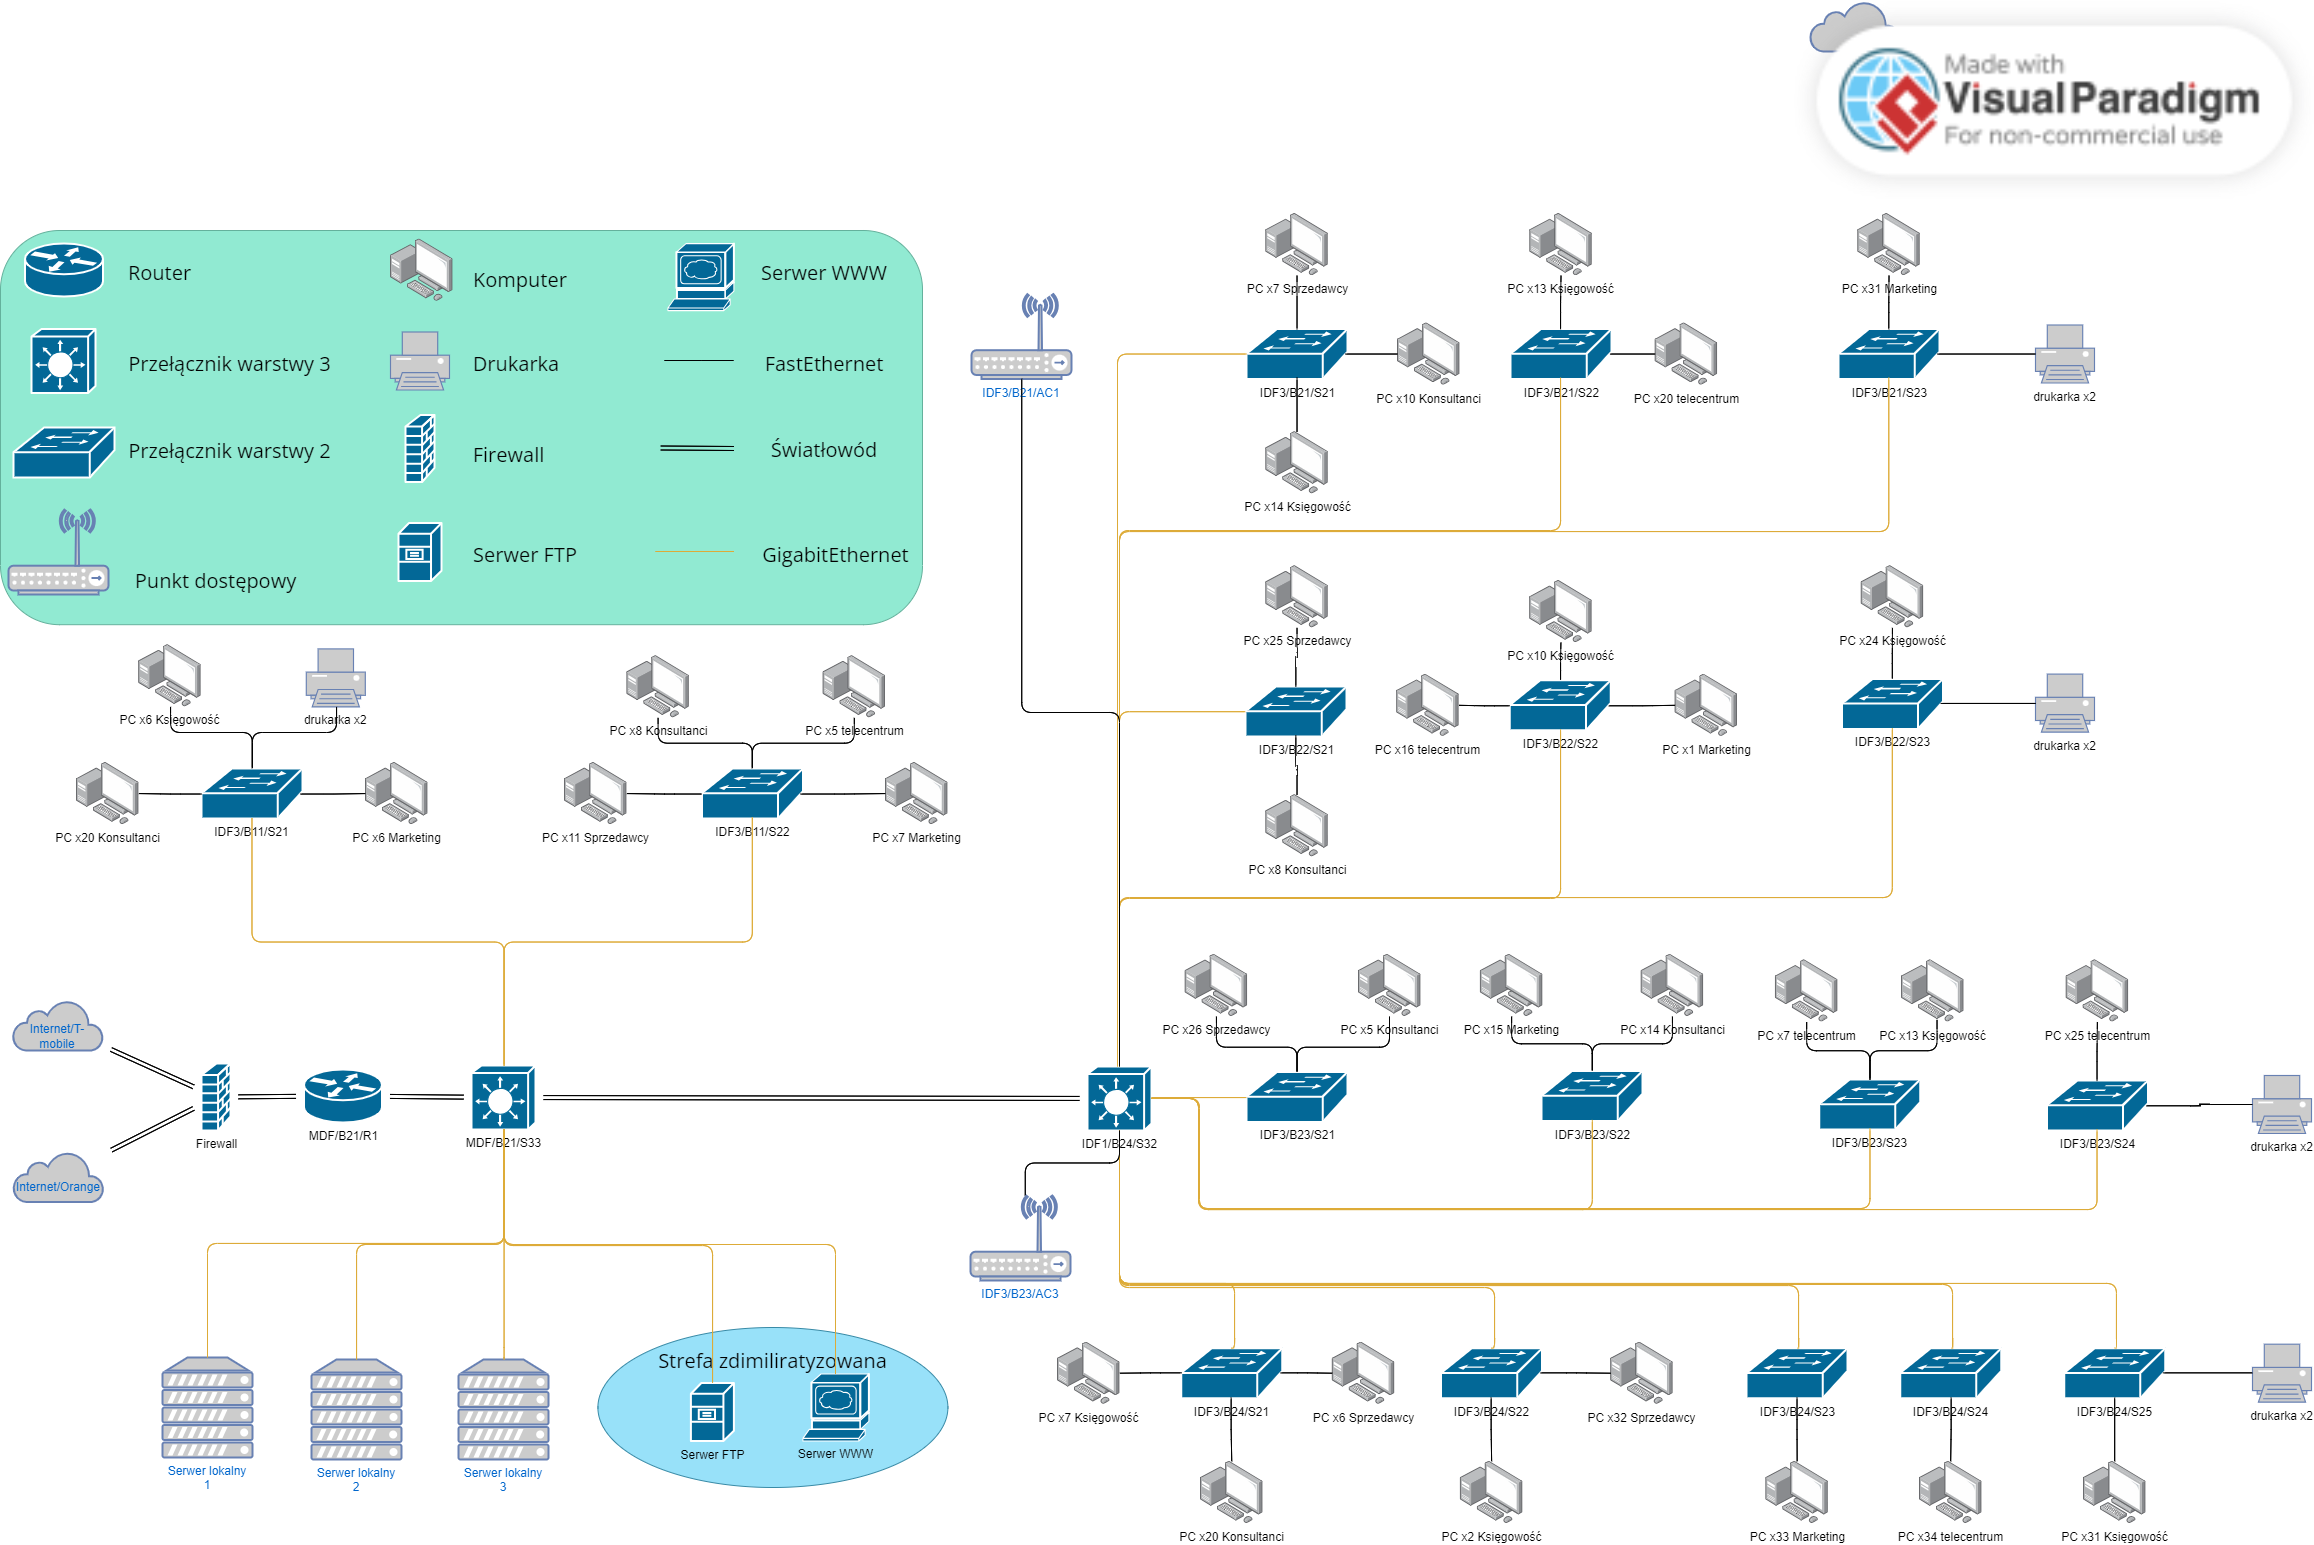 Made with
Visual Paradigm
For non-commercial use
Router
Komputer
Serwer WWW
Przełącznik warstwy 3
Drukarka
FastEthernet
Przełącznik warstwy 2
Firewall
Światłowód
Punkt dostępowy
Serwer FTP
GigabitEthernet
IDF3/B21/AC1
PC x7 Sprzedawcy
PC x13 Księgowość
PC x31 Marketing
IDF3/B21/S21
PC x10 Konsultanci
IDF3/B21/S22
PC x20 telecentrum
IDF3/B21/S23
drukarka x2
PC x14 Księgowość
PC x25 Sprzedawcy
PC x10 Księgowość
PC x24 Księgowość
IDF3/B22/S21
PC x16 telecentrum
IDF3/B22/S22
PC x1 Marketing
IDF3/B22/S23
drukarka x2
PC x8 Konsultanci
PC x6 Księgowość
drukarka x2
PC x8 Konsultanci
PC x5 telecentrum
PC x20 Konsultanci
IDF3/B11/S21
PC x6 Marketing
PC x11 Sprzedawcy
IDF3/B11/S22
PC x7 Marketing
Internet/T-
mobile
Internet/Orange
Firewall
MDF/B21/R1
MDF/B21/S33
IDF1/B24/S32
PC x26 Sprzedawcy
PC x5 Konsultanci
PC x15 Marketing
PC x14 Konsultanci
PC x7 telecentrum
PC x13 Księgowość
PC x25 telecentrum
IDF3/B23/S21
IDF3/B23/S22
IDF3/B23/S23
IDF3/B23/S24
drukarka x2
IDF3/B23/AC3
Serwer lokalny
1
Serwer lokalny
2
Serwer lokalny
3
Strefa zdimiliratyzowana
Serwer FTP
Serwer WWW
PC x7 Księgowość
IDF3/B24/S21
PC x6 Sprzedawcy
IDF3/B24/S22
PC x32 Sprzedawcy
IDF3/B24/S23
IDF3/B24/S24
IDF3/B24/S25
drukarka x2
PC x20 Konsultanci
PC x2 Księgowość
PC x33 Marketing
PC x34 telecentrum
PC x31 Księgowość